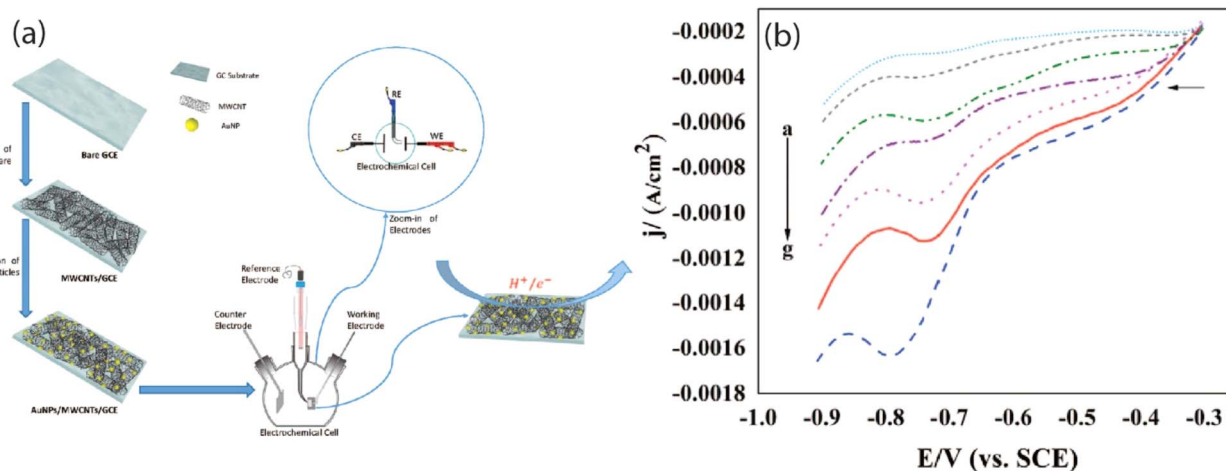 (a)
GC Substrate
MWCNT
AuNP
Bare GCE
of
are
MWCNTs/GCE
n of
ticles
AuNPs/MWCNTs/GCE
RE
CE
WE
Electrochemical Cell
Zoom-in of
Electrodes
Reference
Electrode
Counter
Electrode
Working
Electrode
Electrochemical Cell
H⁺/e⁻
(b)
-0.0002
-0.0004
-0.0006
-0.0008
-0.0010
-0.0012
-0.0014
-0.0016
-0.0018
j/ (A/cm²)
a
g
-1.0 -0.9 -0.8 -0.7 -0.6 -0.5 -0.4 -0.3
E/V (vs. SCE)